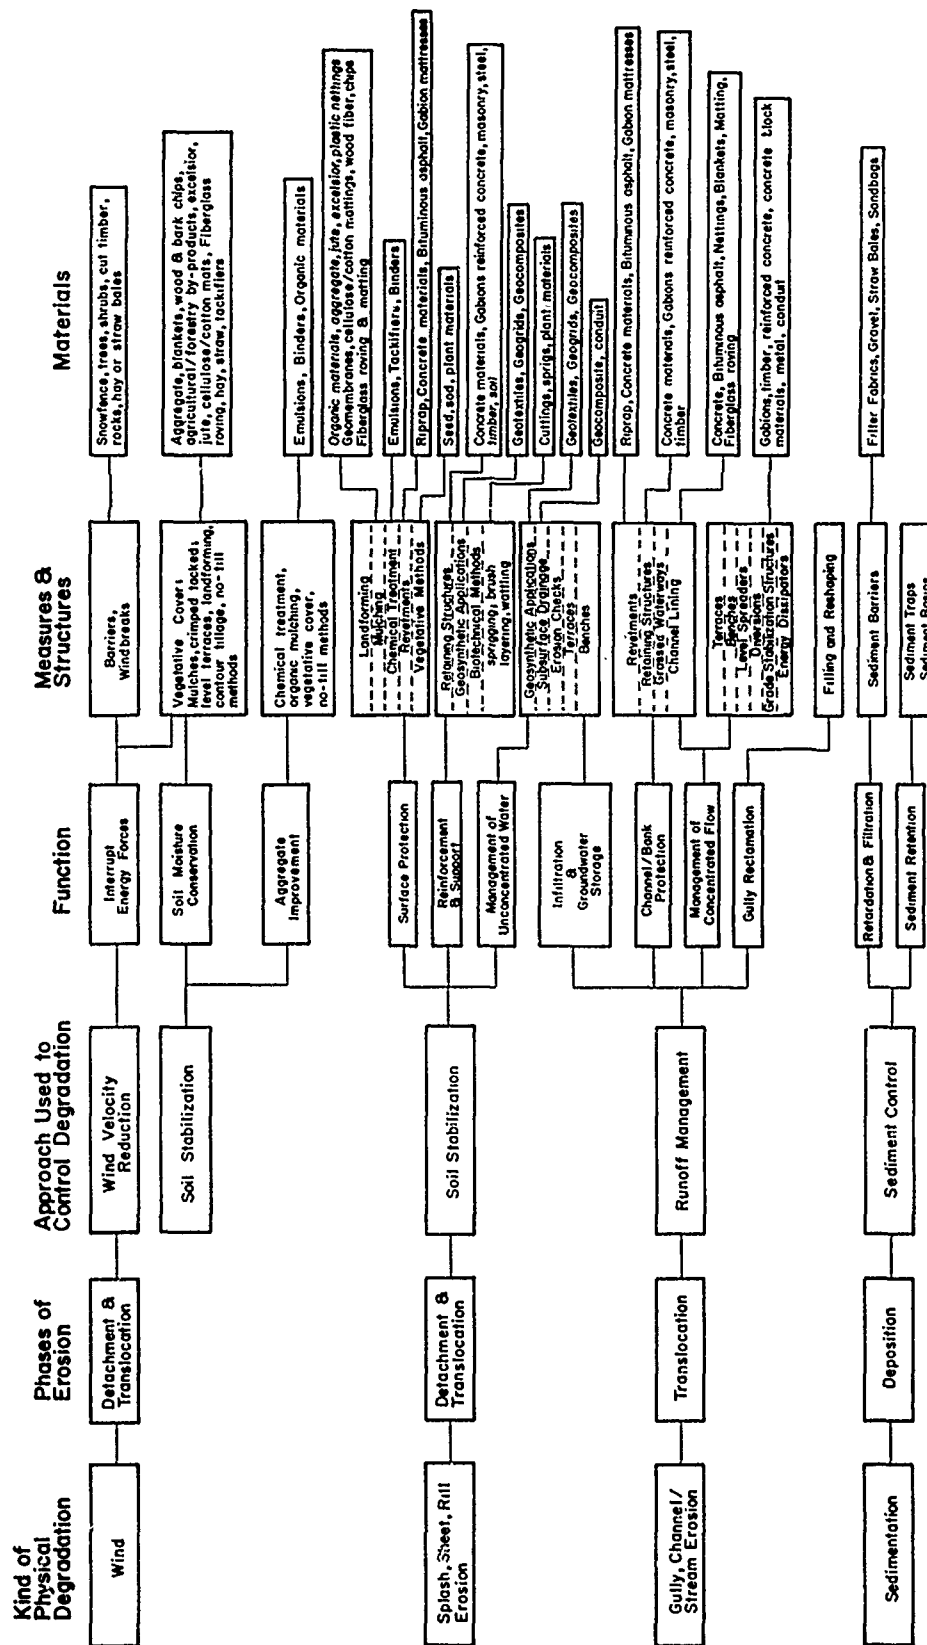 Kind of
Physical
Degradation
Phases of
Erosion
Approach Used to
Control Degradation
Function
Measures &
Structures
Materials
Wind
Detachment &
Translocation
Wind Velocity
Reduction
Soil Stabilization
Interrupt
Energy Forces
Soil Moisture
Conservation
Aggregate
Improvement
Barriers,
Windbreaks
Vegetative Cover:
Mulches,crimped tacked;
level terraces, landforming,
contour tillage, no-till
methods
Chemical treatment,
organic mulching,
vegetative cover,
no-till methods
Snowfence, trees, shrubs, cut timber,
rocks, hay or straw bales
Aggregate, blankets, wood & bark chips,
agricultural/forestry by-products, excelsior,
jute, cellulose/cotton mats, Fiberglass
roving, hay, straw, tackifiers
Emulsions, Binders, Organic materials
Splash, Sheet, Rill
Erosion
Detachment &
Translocation
Soil Stabilization
Surface Protection
Reinforcement
& Support
Management of
Unconcentrated Water
Landforming
Mulching
Chemical Treatment
Revetments
Vegetative Methods
Retaining Structures
Geosynthetic Applications
Biotechnical Methods
sprigging, brush
layering, wattling
Geosynthetic Applications
Subsurface Drainage
Erosion Checks
Terraces
Benches
Organic materials, aggregate, jute, excelsior, plastic nettings
Geomembranes, cellulose/cotton nettings, wood fiber, chips
Fiberglass roving & matting
Emulsions, Tackifiers, Binders
Riprap, Concrete materials, Bituminous asphalt, Gabion mattresses
Seed, sod, plant materials
Concrete materials, Gabions reinforced concrete, masonry, steel,
timber, soil
Geotextiles, Geogrids, Geocomposites
Cuttings, sprigs, plant materials
Geotextiles, Geogrids, Geocomposites
Geocomposite, conduit
Gully, Channel/
Stream Erosion
Translocation
Runoff Management
Infiltration
&
Groundwater
Storage
Channel/Bank
Protection
Management of
Concentrated Flow
Gully Reclamation
Revetments
Retaining Structures
Grassed Waterways
Channel Lining
Terraces
Benches
Level Spreaders
Diversions
Grade Stabilization Structures
Energy Dissipators
Filling and Reshaping
Riprap, Concrete materials, Bituminous asphalt, Gabion mattresses
Concrete materials, Gabions reinforced concrete, masonry, steel,
timber
Concrete, Bituminous asphalt, Nettings, Blankets, Matting,
Fiberglass roving
Gabions, timber, reinforced concrete, concrete block
materials, metal, conduit
Sedimentation
Deposition
Sediment Control
Retardation & Filtration
Sediment Retention
Sediment Barriers
Sediment Traps
Filter Fabrics, Gravel, Straw Bales, Sandbags